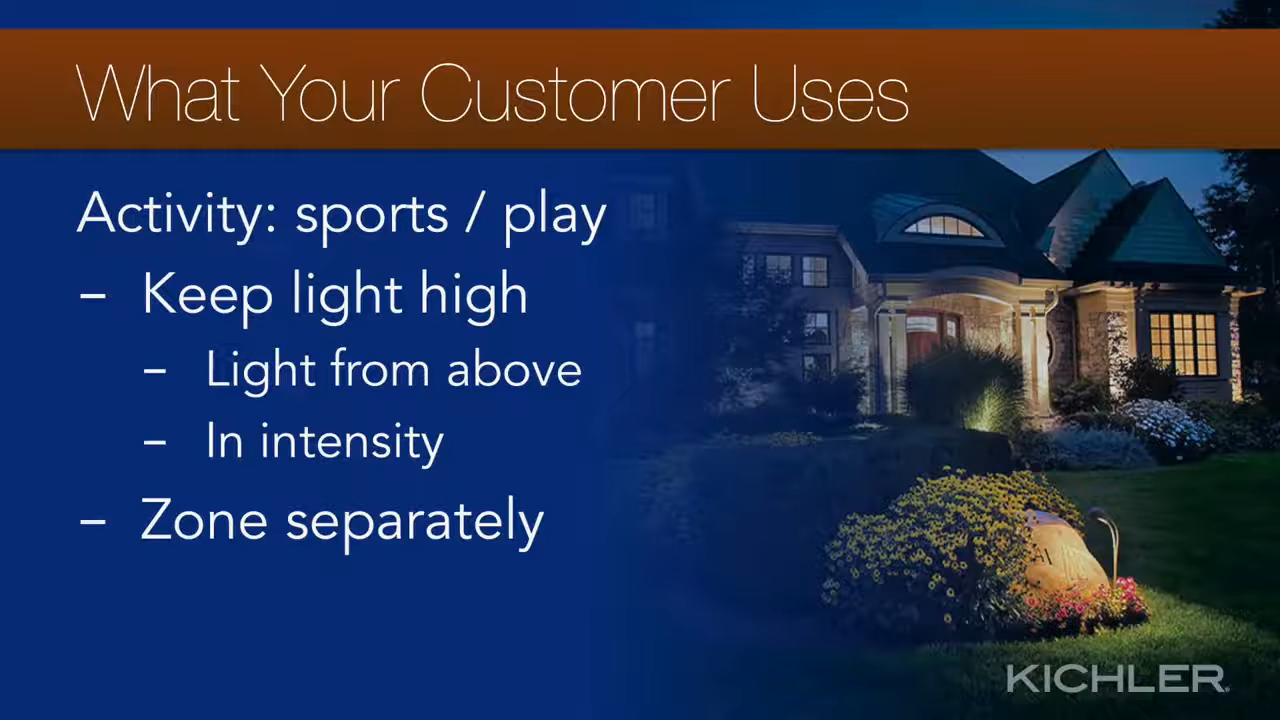 What Your Customer Uses
Activity: sports / play
– Keep light high
– Light from above
– In intensity
– Zone separately
KICHLER®